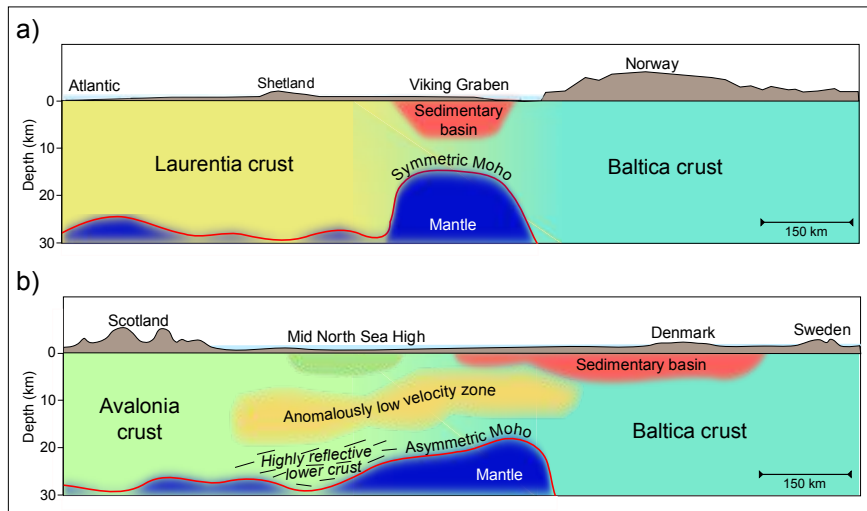 a)
Atlantic
Shetland
Viking Graben
Norway
0
10
20
30
Depth (km)
Sedimentary
basin
Laurentia crust
Symmetric Moho
Baltica crust
Mantle
150 km
b)
Scotland
Mid North Sea High
Denmark
Sweden
0
10
20
30
Depth (km)
Sedimentary basin
Avalonia
crust
Anomalously low velocity zone
Highly reflective
lower crust
Asymmetric Moho
Baltica crust
Mantle
150 km